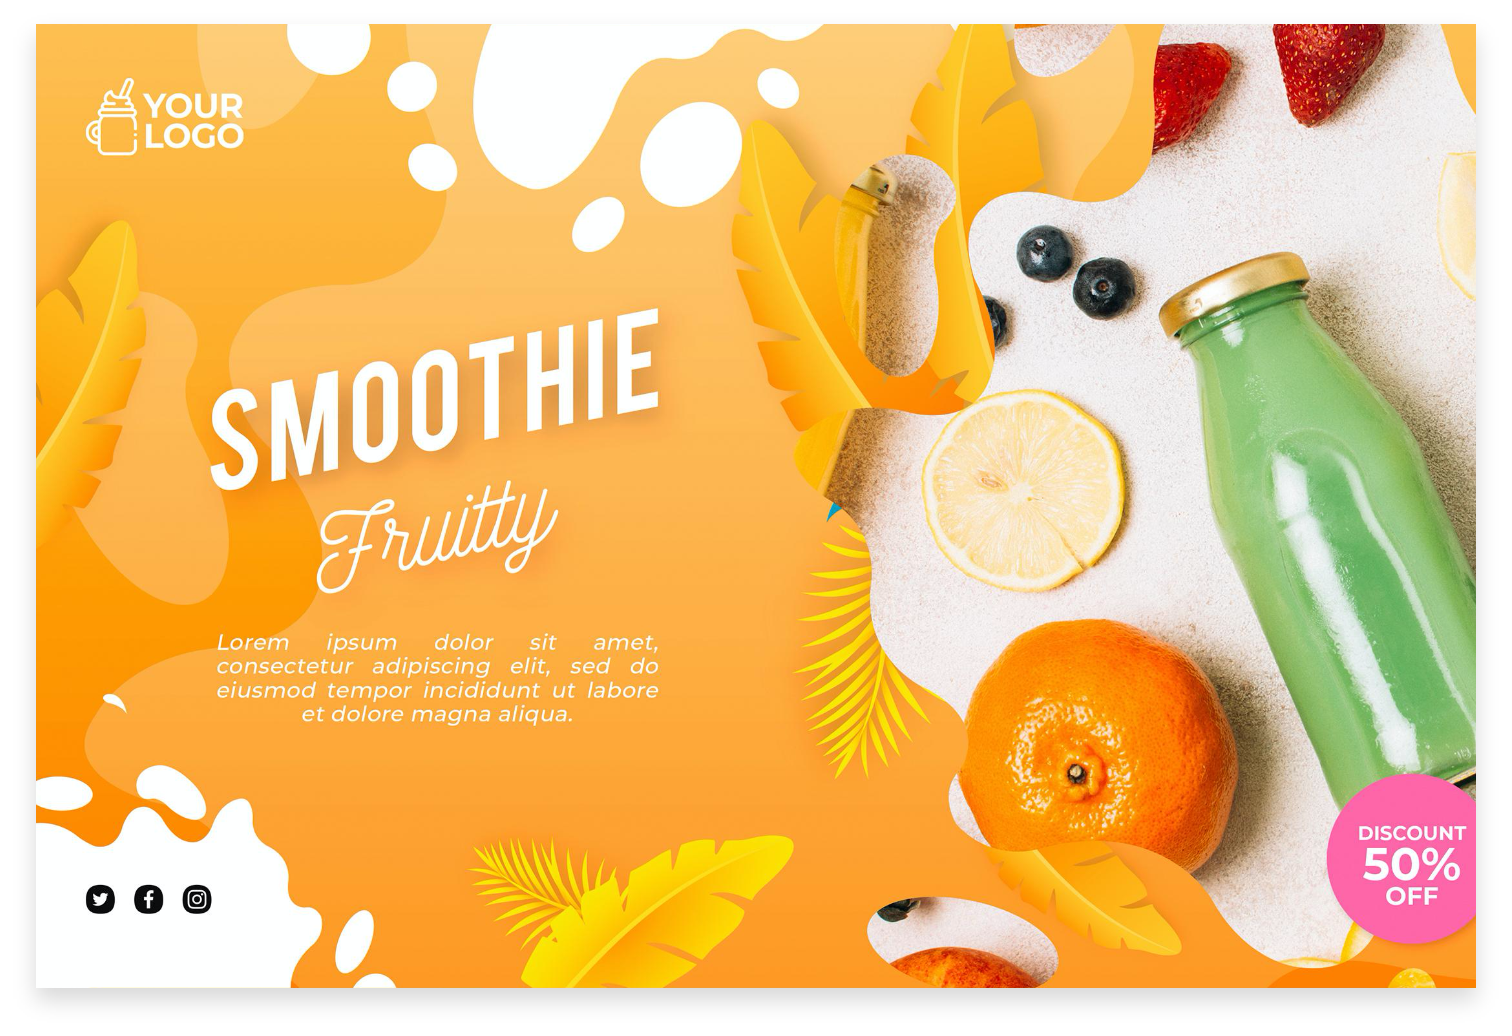 YOUR
LOGO
SMOOTHIE
Fruitty
Lorem ipsum dolor sit amet,
consectetur adipiscing elit, sed do
eiusmod tempor incididunt ut labore
et dolore magna aliqua.
DISCOUNT
50%
OFF